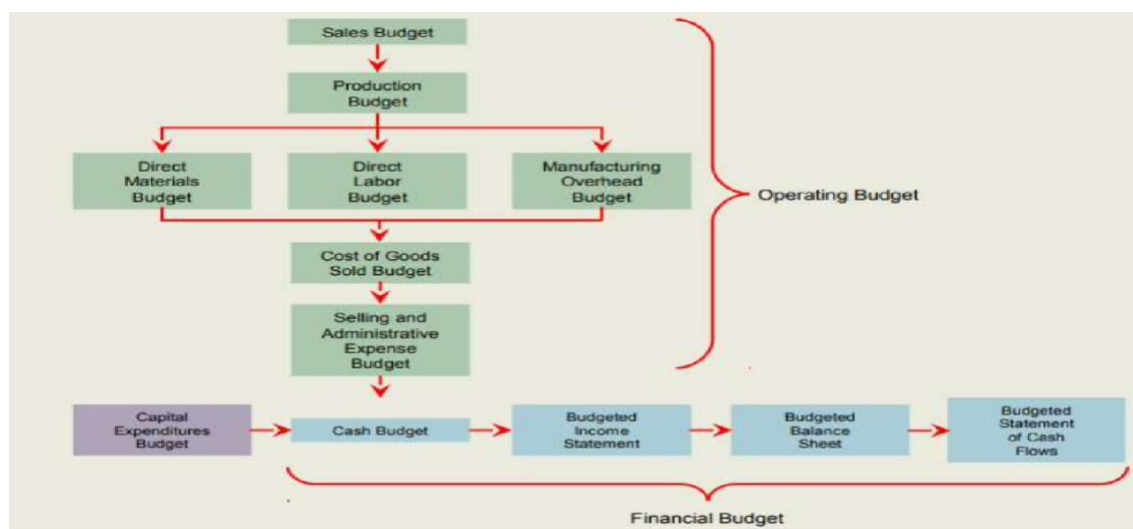 Sales Budget
Production
Budget
Direct
Materials
Budget
Direct
Labor
Budget
Manufacturing
Overhead
Budget
Operating Budget
Cost of Goods
Sold Budget
Selling and
Administrative
Expense
Budget
Capital
Expenditures
Budget
Cash Budget
Budgeted
Income
Statement
Budgeted
Balance
Sheet
Budgeted
Statement
of Cash
Flows
Financial Budget